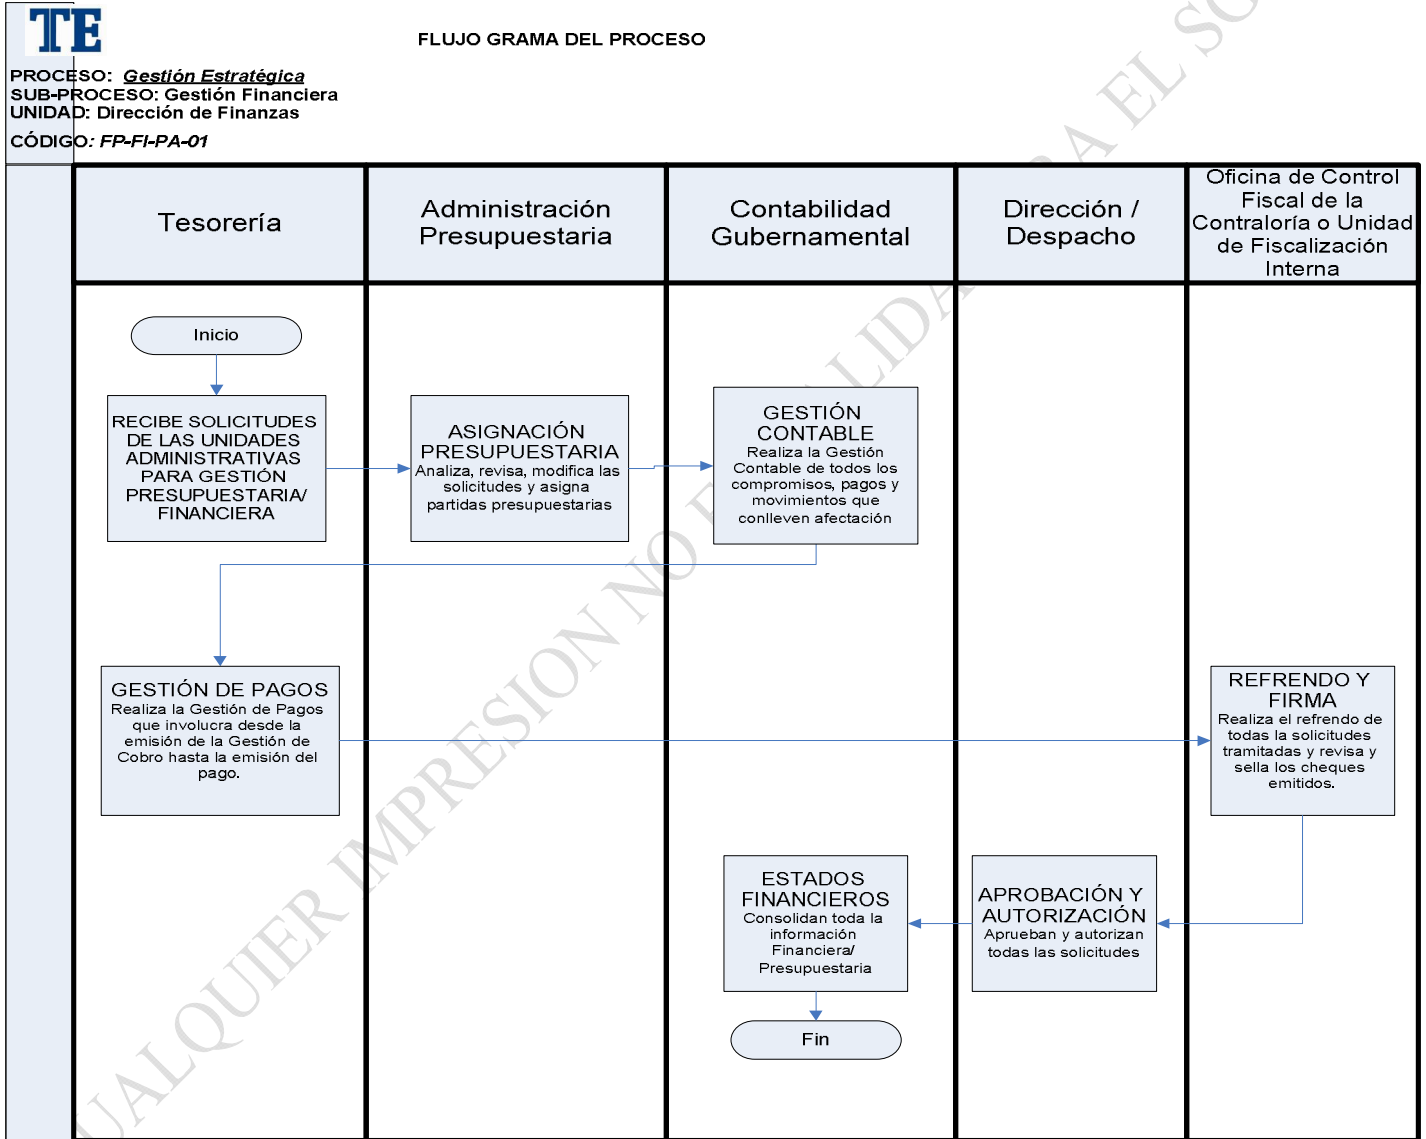 TE
FLUJO GRAMA DEL PROCESO
PROCESO: Gestión Estratégica
SUB-PROCESO: Gestión Financiera
UNIDAD: Dirección de Finanzas
CÓDIGO: FP-FI-PA-01
Tesorería
Administración
Presupuestaria
Contabilidad
Gubernamental
Dirección /
Despacho
Oficina de Control
Fiscal de la
Contraloría o Unidad
de Fiscalización
Interna
Inicio
RECIBE SOLICITUDES
DE LAS UNIDADES
ADMINISTRATIVAS
PARA GESTIÓN
PRESUPUESTARIA/
FINANCIERA
ASIGNACIÓN
PRESUPUESTARIA
Analiza, revisa, modifica las
solicitudes y asigna
partidas presupuestarias
GESTIÓN
CONTABLE
Realiza la Gestión
Contable de todos los
compromisos, pagos y
movimientos que
conlleven afectación
GESTIÓN DE PAGOS
Realiza la Gestión de Pagos
que involucra desde la
emisión de la Gestión de
Cobro hasta la emisión del
pago.
REFRENDO Y
FIRMA
Realiza el refrendo de
todas la solicitudes
tramitadas y revisa y
sella los cheques
emitidos.
APROBACIÓN Y
AUTORIZACIÓN
Aprueban y autorizan
todas las solicitudes
ESTADOS
FINANCIEROS
Consolidan toda la
información
Financiera/
Presupuestaria
Fin
IMPRESION NO
EL